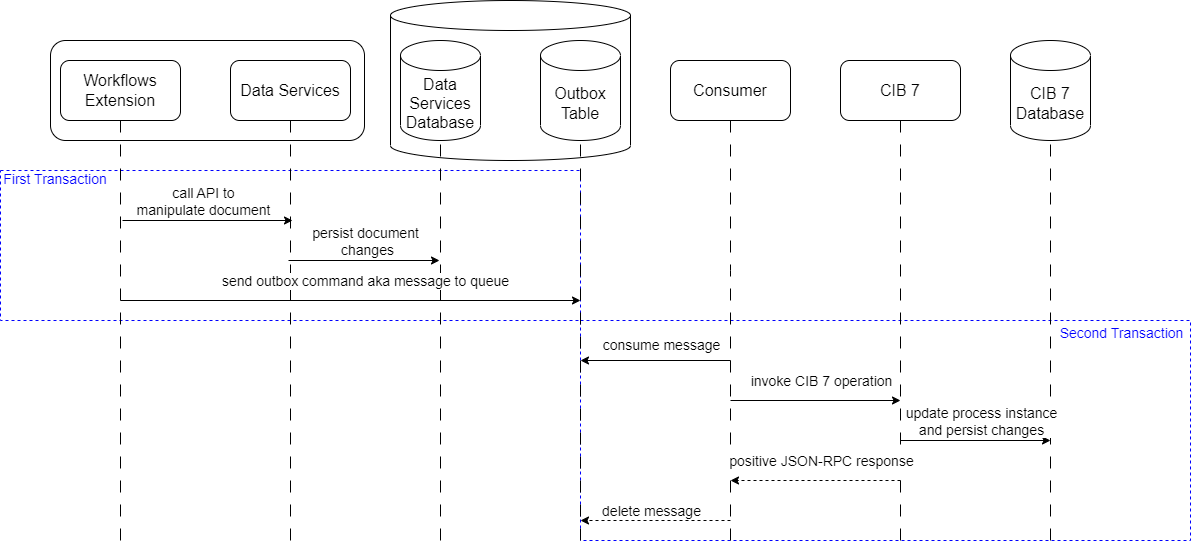 Workflows
Extension
Data Services
Data
Services
Database
Outbox
Table
Consumer
CIB 7
CIB 7
Database
First Transaction
call API to
manipulate document
persist document
changes
send outbox command aka message to queue
Second Transaction
consume message
invoke CIB 7 operation
update process instance
and persist changes
positive JSON-RPC response
delete message